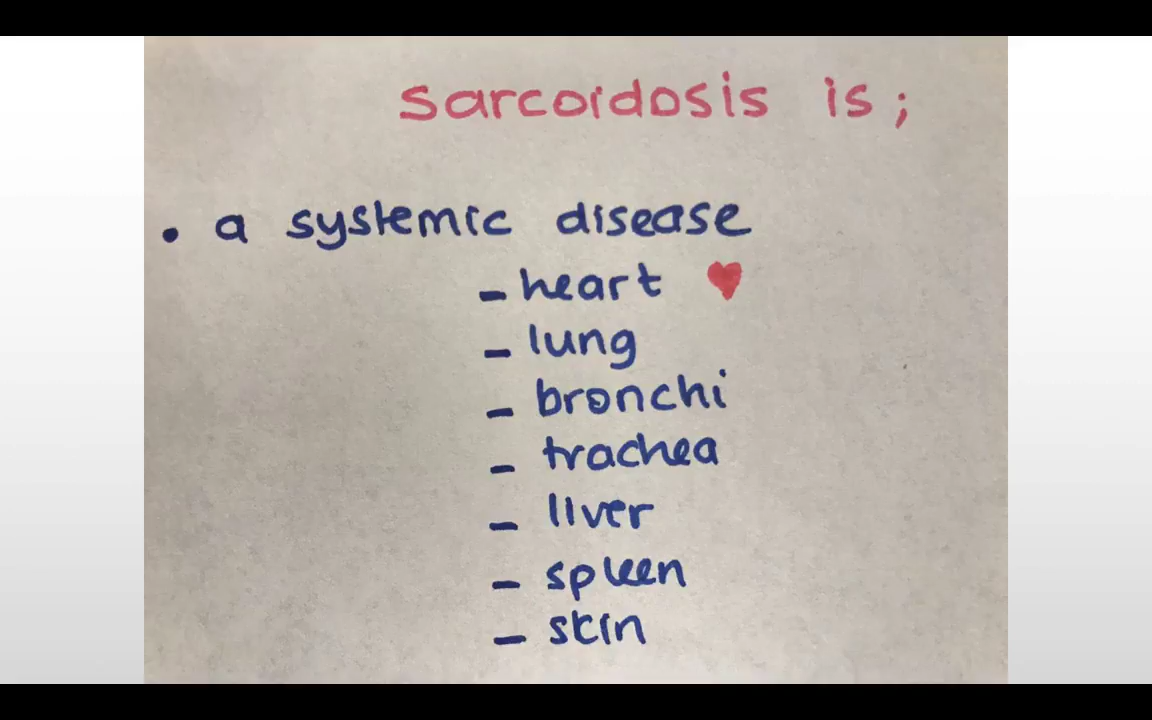 sarcoidosis is;
• a systemic disease
- heart ♥
- lung
- bronchi
- trachea
- liver
- spleen
- skin